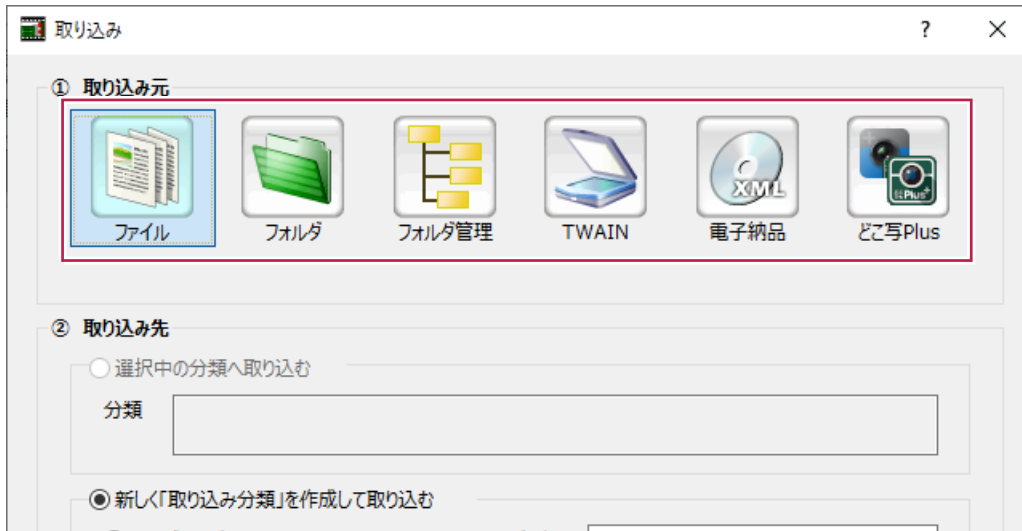 取り込み
① 取り込み元
ファイル フォルダ フォルダ管理 TWAIN 電子納品 どこ写Plus
② 取り込み先
選択中の分類へ取り込む
分類
新しく「取り込み分類」を作成して取り込む